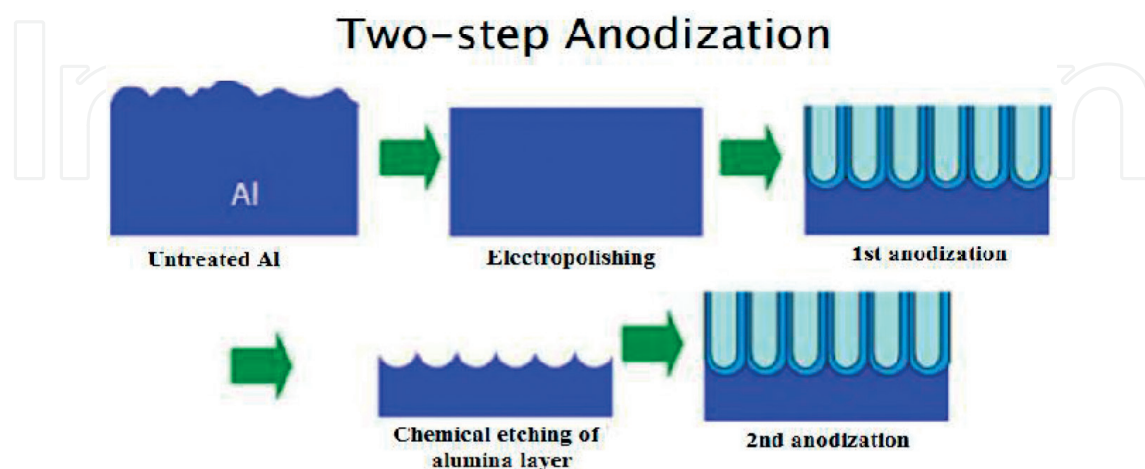 Two-step Anodization
Al
Untreated Al
Electropolishing
1st anodization
Chemical etching of
alumina layer
2nd anodization